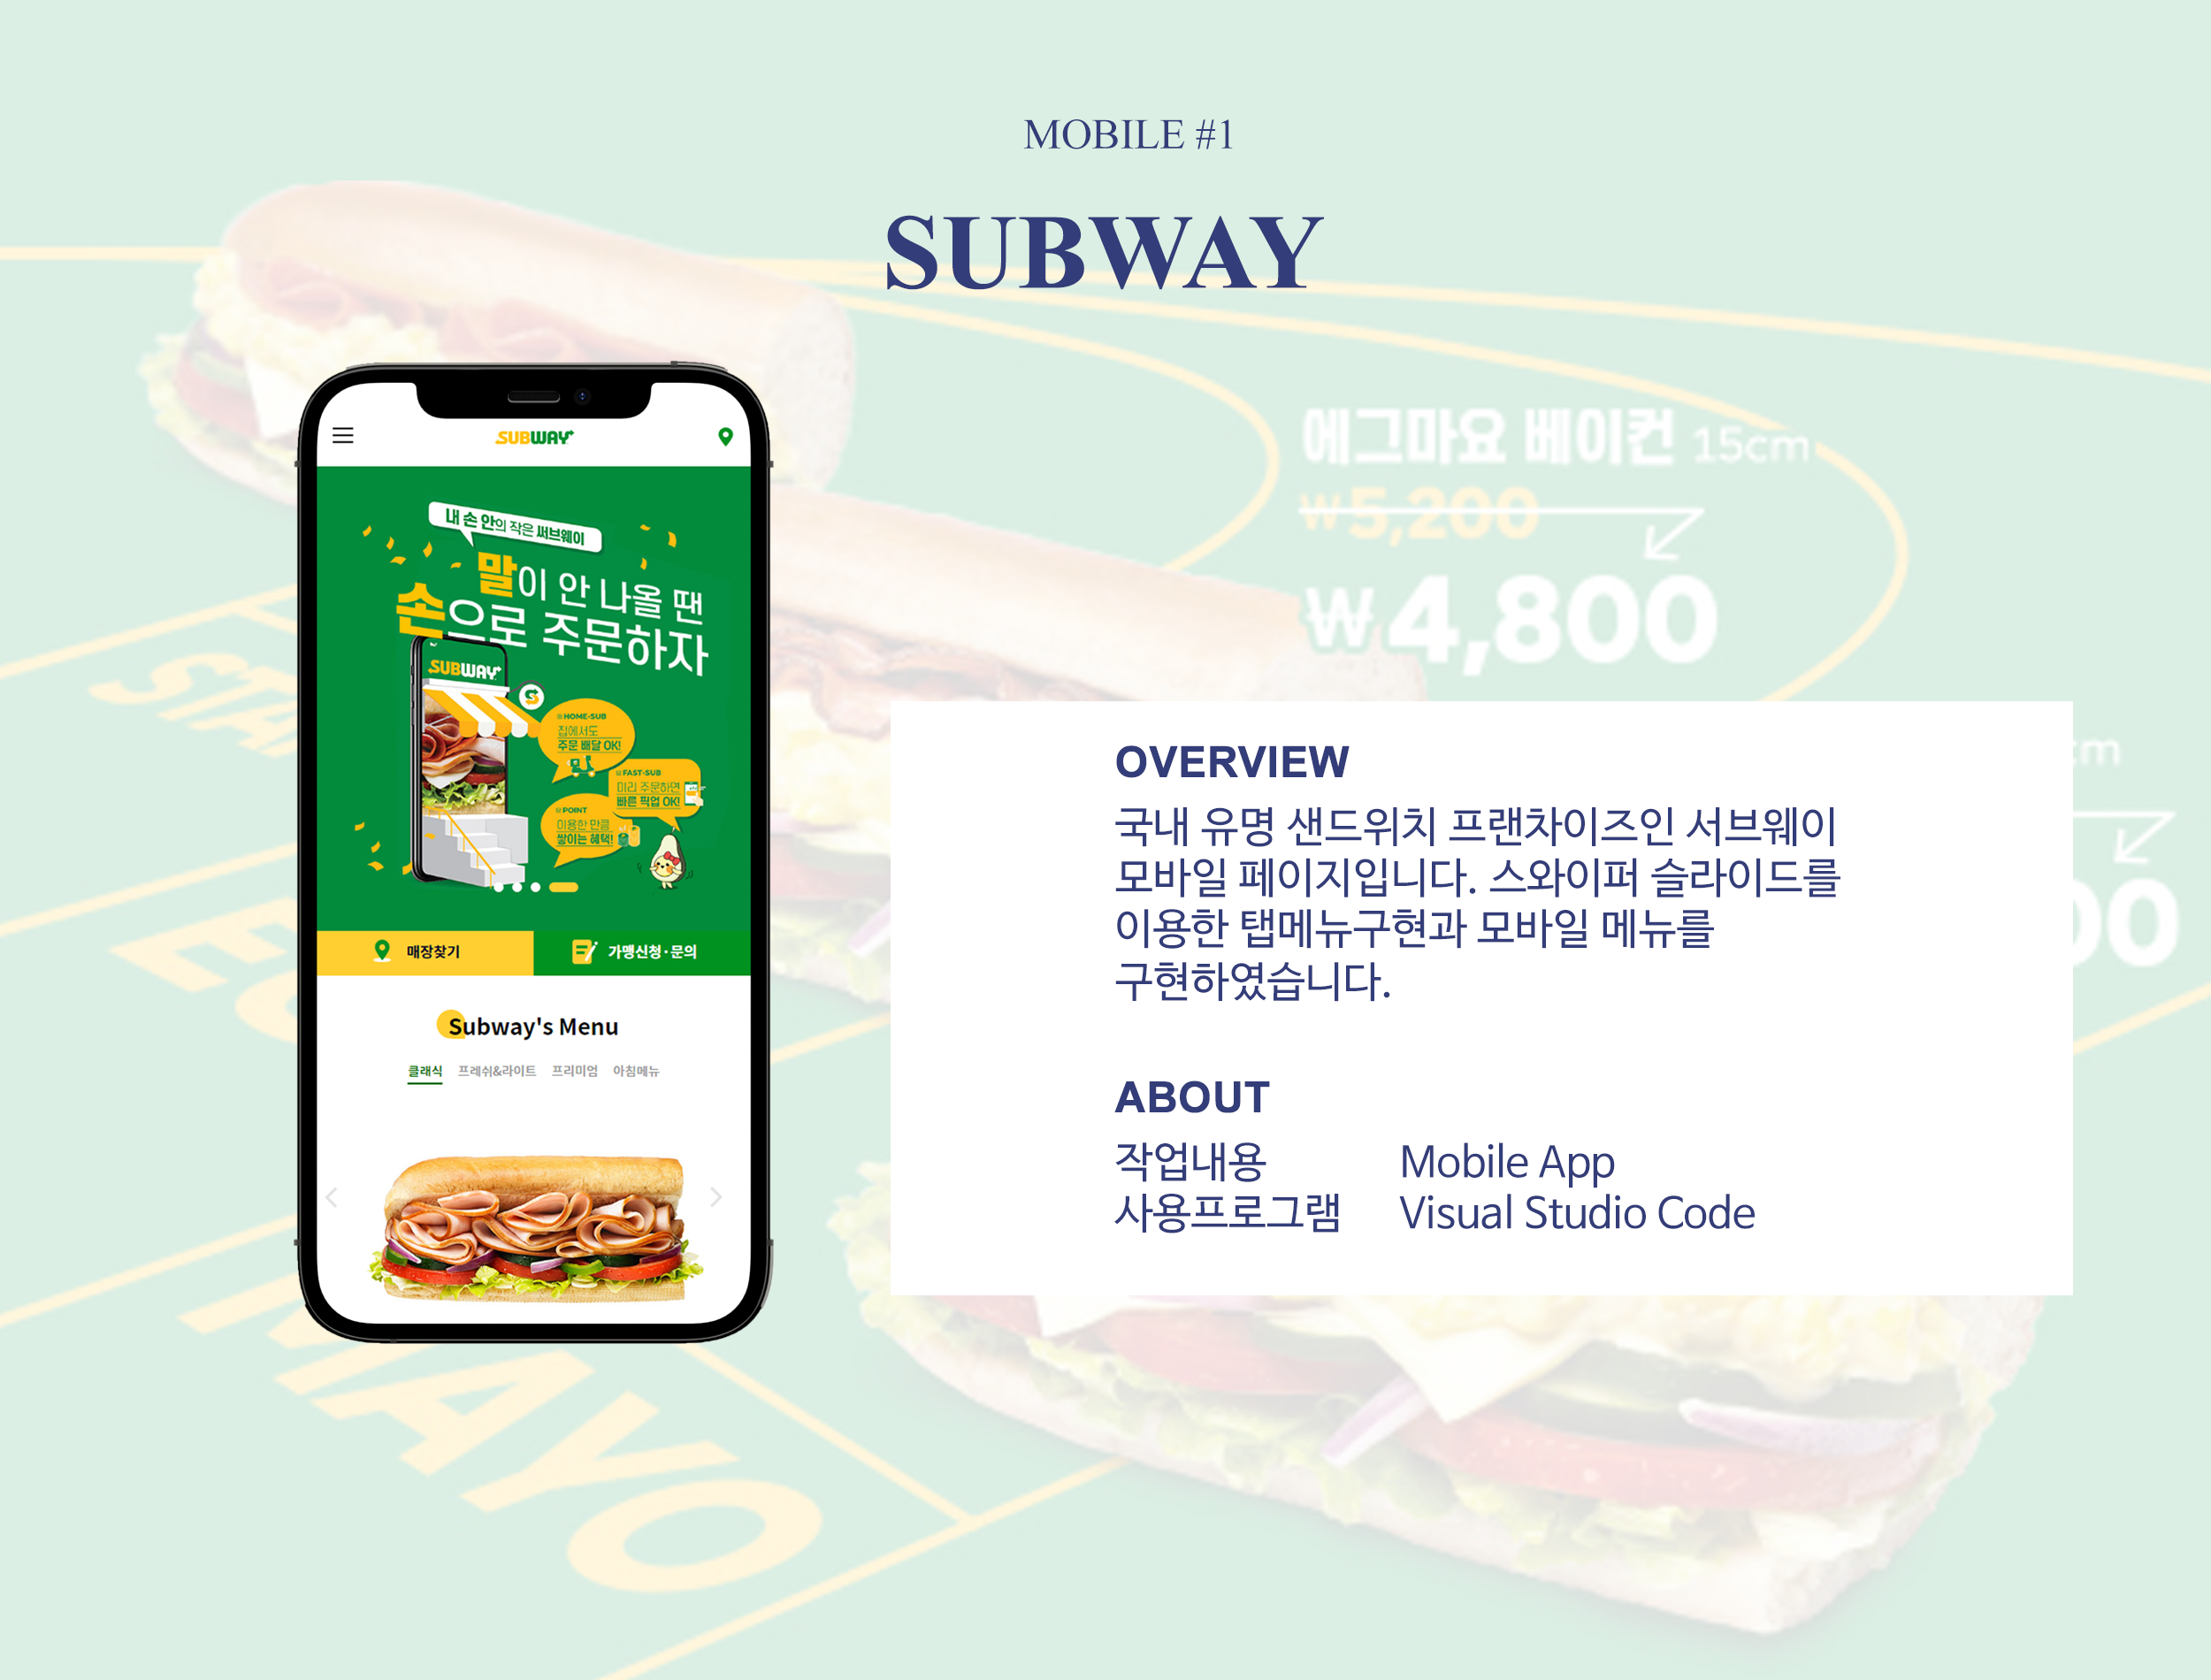 MOBILE #1
SUBWAY
SUBWAY
내 손 안의 작은 써브웨이
말이 안 나올 땐
손으로 주문하자
SUBWAY
HOME-SUB
집에서도
주문 배달 OK!
FAST-SUB
미리 주문하면
빠른 픽업 OK!
POINT
이용한 만큼
쌓이는 혜택!
매장찾기
가맹신청·문의
Subway's Menu
클래식 프레쉬&라이트 프리미엄 아침메뉴
에그마요 베이컨 15cm
₩5,200
₩4,800
OVERVIEW
국내 유명 샌드위치 프랜차이즈인 서브웨이
모바일 페이지입니다. 스와이퍼 슬라이드를
이용한 탭메뉴구현과 모바일 메뉴를
구현하였습니다.
ABOUT
작업내용 Mobile App
사용프로그램 Visual Studio Code
MAYO